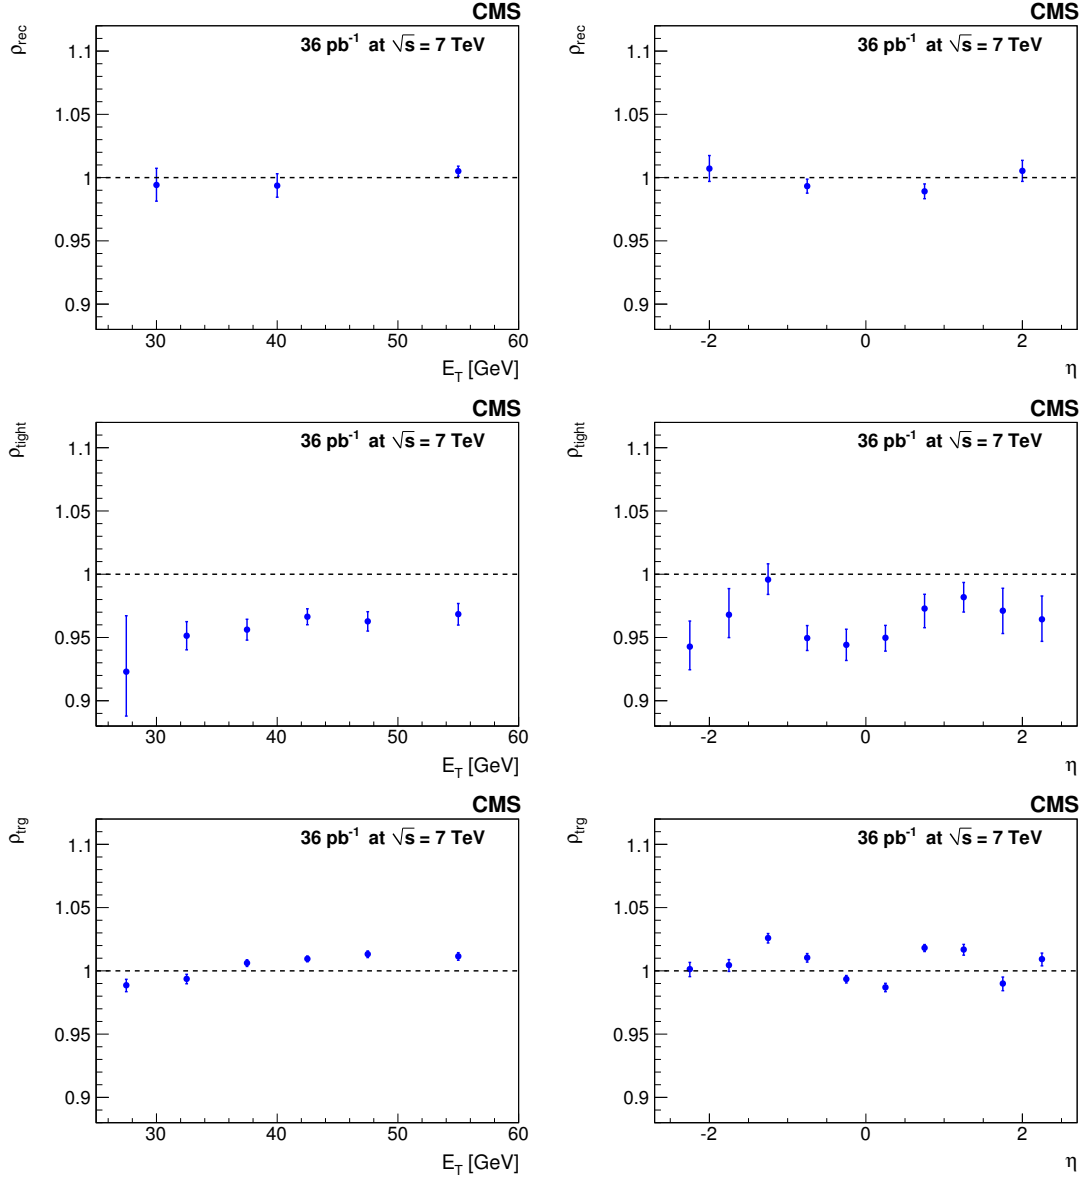 CMS
ρrec
36 pb-1 at √s = 7 TeV
1.1
1.05
1
0.95
0.9
30 40 50 60
ET [GeV]
CMS
ρrec
36 pb-1 at √s = 7 TeV
1.1
1.05
1
0.95
0.9
-2 0 2
η
CMS
ρtight
36 pb-1 at √s = 7 TeV
1.1
1.05
1
0.95
0.9
30 40 50 60
ET [GeV]
CMS
ρtight
36 pb-1 at √s = 7 TeV
1.1
1.05
1
0.95
0.9
-2 0 2
η
CMS
ρtrg
36 pb-1 at √s = 7 TeV
1.1
1.05
1
0.95
0.9
30 40 50 60
ET [GeV]
CMS
ρtrg
36 pb-1 at √s = 7 TeV
1.1
1.05
1
0.95
0.9
-2 0 2
η